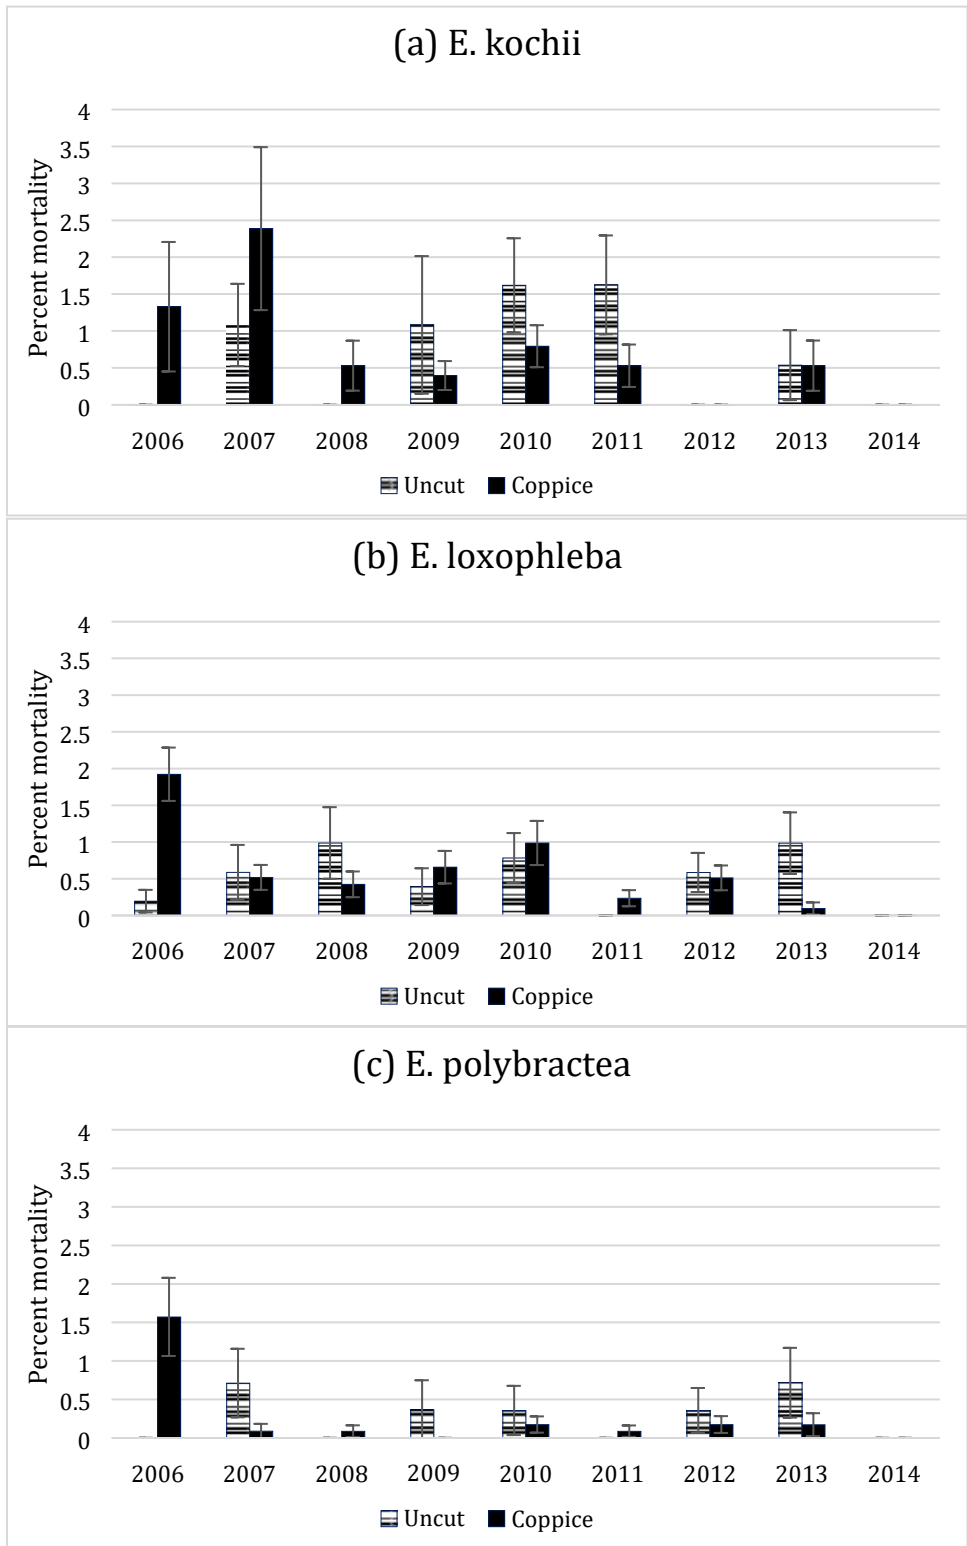 (a) E. kochii
Percent mortality
4
3.5
3
2.5
2
1.5
1
0.5
0
2006 2007 2008 2009 2010 2011 2012 2013 2014
Uncut Coppice
(b) E. loxophleba
Percent mortality
4
3.5
3
2.5
2
1.5
1
0.5
0
2006 2007 2008 2009 2010 2011 2012 2013 2014
Uncut Coppice
(c) E. polybractea
Percent mortality
4
3.5
3
2.5
2
1.5
1
0.5
0
2006 2007 2008 2009 2010 2011 2012 2013 2014
Uncut Coppice